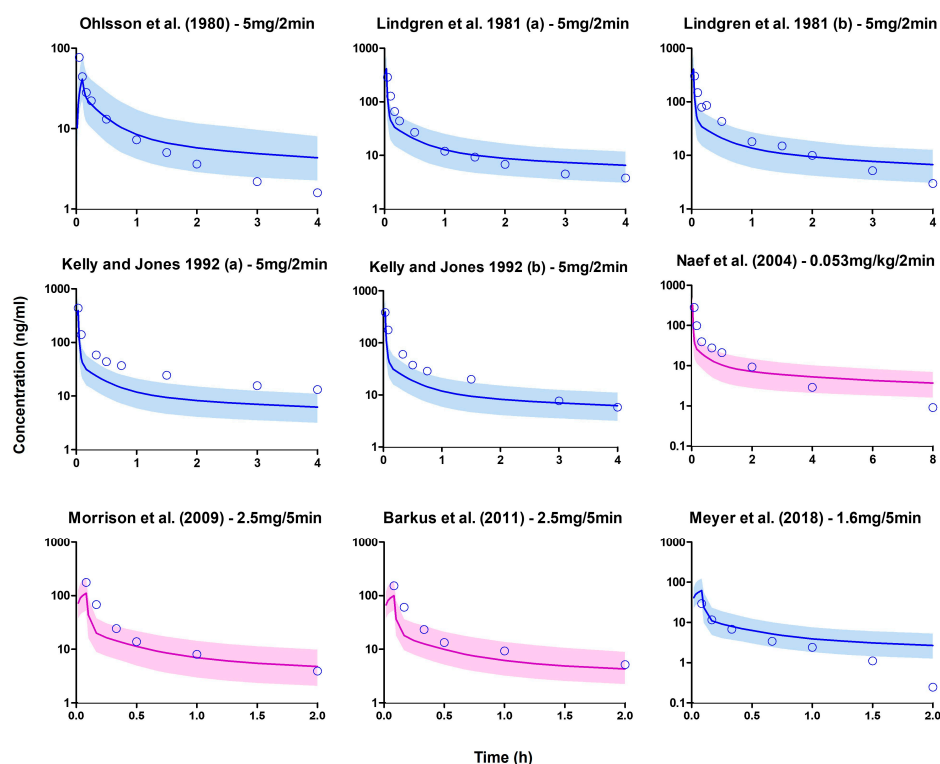 Ohlsson et al. (1980) - 5mg/2min
Lindgren et al. 1981 (a) - 5mg/2min
Lindgren et al. 1981 (b) - 5mg/2min
100
10
1
0 1 2 3 4
1000
100
10
1
0 1 2 3 4
1000
100
10
1
0 1 2 3 4
Kelly and Jones 1992 (a) - 5mg/2min
Kelly and Jones 1992 (b) - 5mg/2min
Naef et al. (2004) - 0.053mg/kg/2min
Concentration (ng/ml)
1000
100
10
1
0 1 2 3 4
1000
100
10
1
0 1 2 3 4
1000
100
10
1
0.1
0 2 4 6 8
Morrison et al. (2009) - 2.5mg/5min
Barkus et al. (2011) - 2.5mg/5min
Meyer et al. (2018) - 1.6mg/5min
1000
100
10
1
0.0 0.5 1.0 1.5 2.0
1000
100
10
1
0.0 0.5 1.0 1.5 2.0
1000
100
10
1
0.1
0.0 0.5 1.0 1.5 2.0
Time (h)